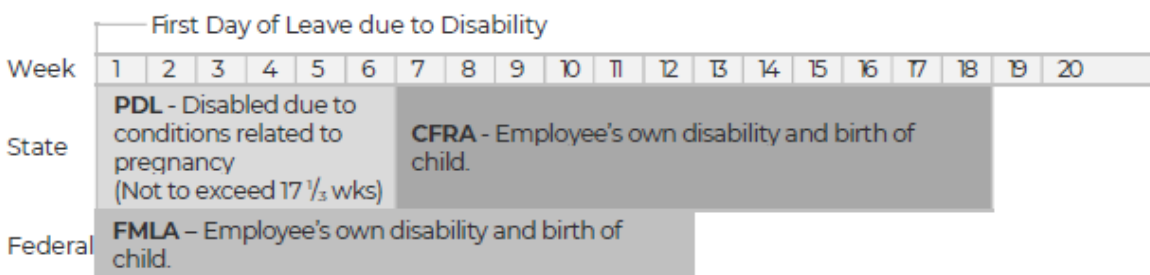 First Day of Leave due to Disability
Week 1 2 3 4 5 6 7 8 9 10 11 12 13 14 15 16 17 18 19 20
State
PDL - Disabled due to
conditions related to
pregnancy
(Not to exceed 17 ⅓ wks)
CFRA - Employee's own disability and birth of
child.
Federal
FMLA – Employee's own disability and birth of
child.